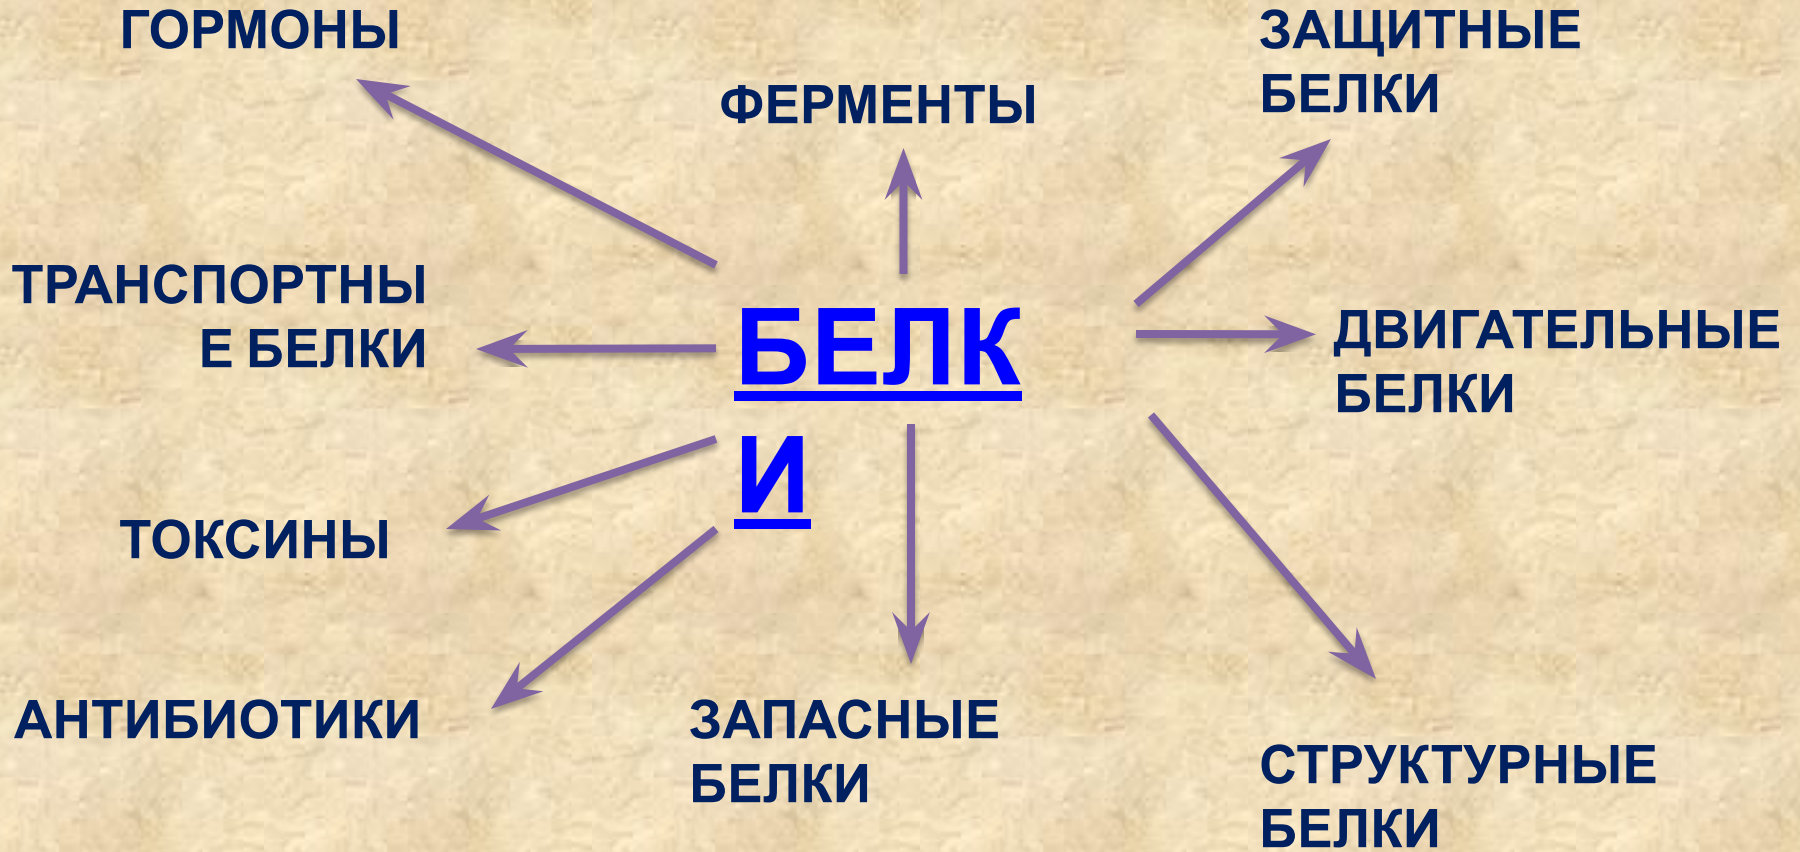 ГОРМОНЫ
ФЕРМЕНТЫ
ЗАЩИТНЫЕ
БЕЛКИ
ТРАНСПОРТНЫ
Е БЕЛКИ
БЕЛК
И
ДВИГАТЕЛЬНЫЕ
БЕЛКИ
ТОКСИНЫ
АНТИБИОТИКИ
ЗАПАСНЫЕ
БЕЛКИ
СТРУКТУРНЫЕ
БЕЛКИ